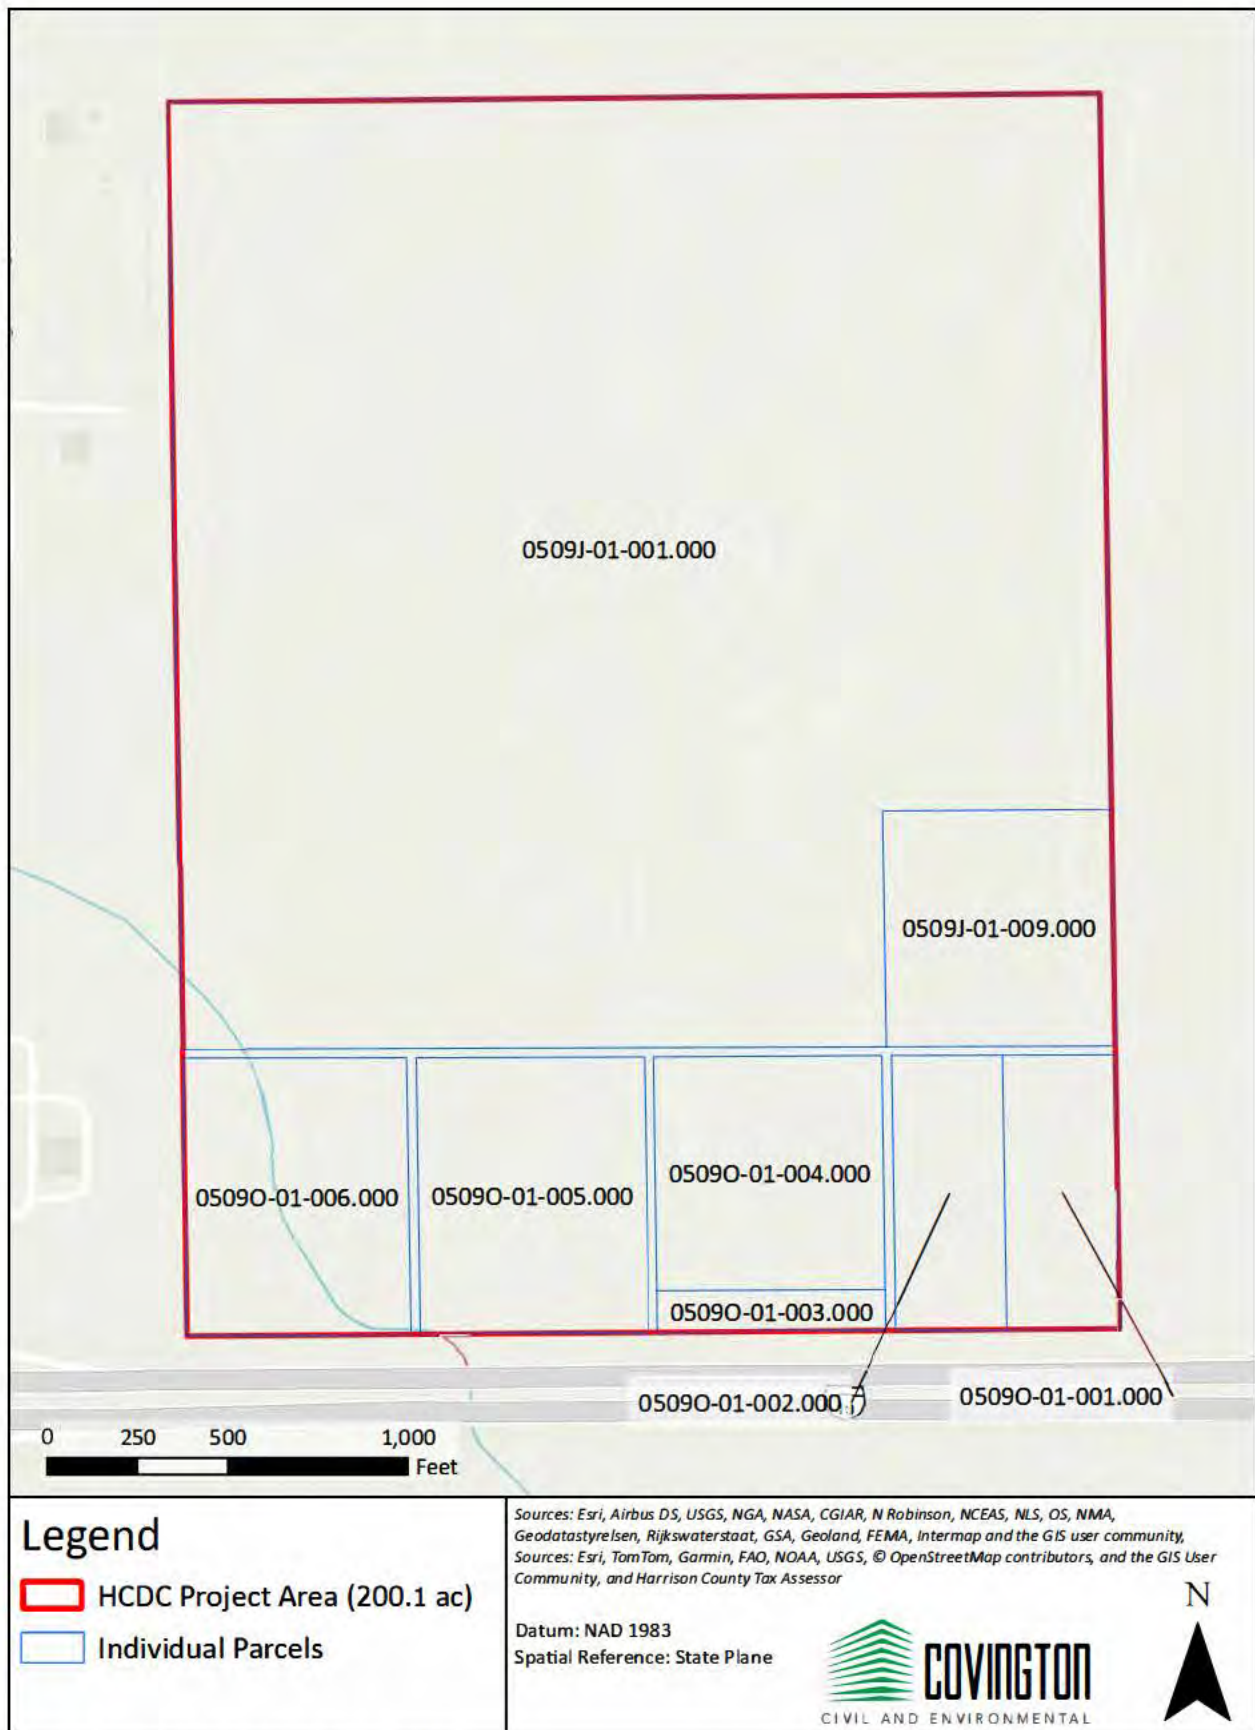 0509J-01-001.000
0509J-01-009.000
0509O-01-004.000
0509O-01-006.000
0509O-01-005.000
0509O-01-003.000
0509O-01-002.000
0509O-01-001.000
0 250 500 1,000
Feet
Legend
HCDC Project Area (200.1 ac)
Individual Parcels
Sources: Esri, Airbus DS, USGS, NGA, NASA, CGIAR, N Robinson, NCEAS, NLS, OS, NMA,
Geodatastyrelsen, Rijkswaterstaat, GSA, Geoland, FEMA, Intermap and the GIS user community,
Sources: Esri, TomTom, Garmin, FAO, NOAA, USGS, © OpenStreetMap contributors, and the GIS User
Community, and Harrison County Tax Assessor
Datum: NAD 1983
Spatial Reference: State Plane
COVINGTON
CIVIL AND ENVIRONMENTAL
N